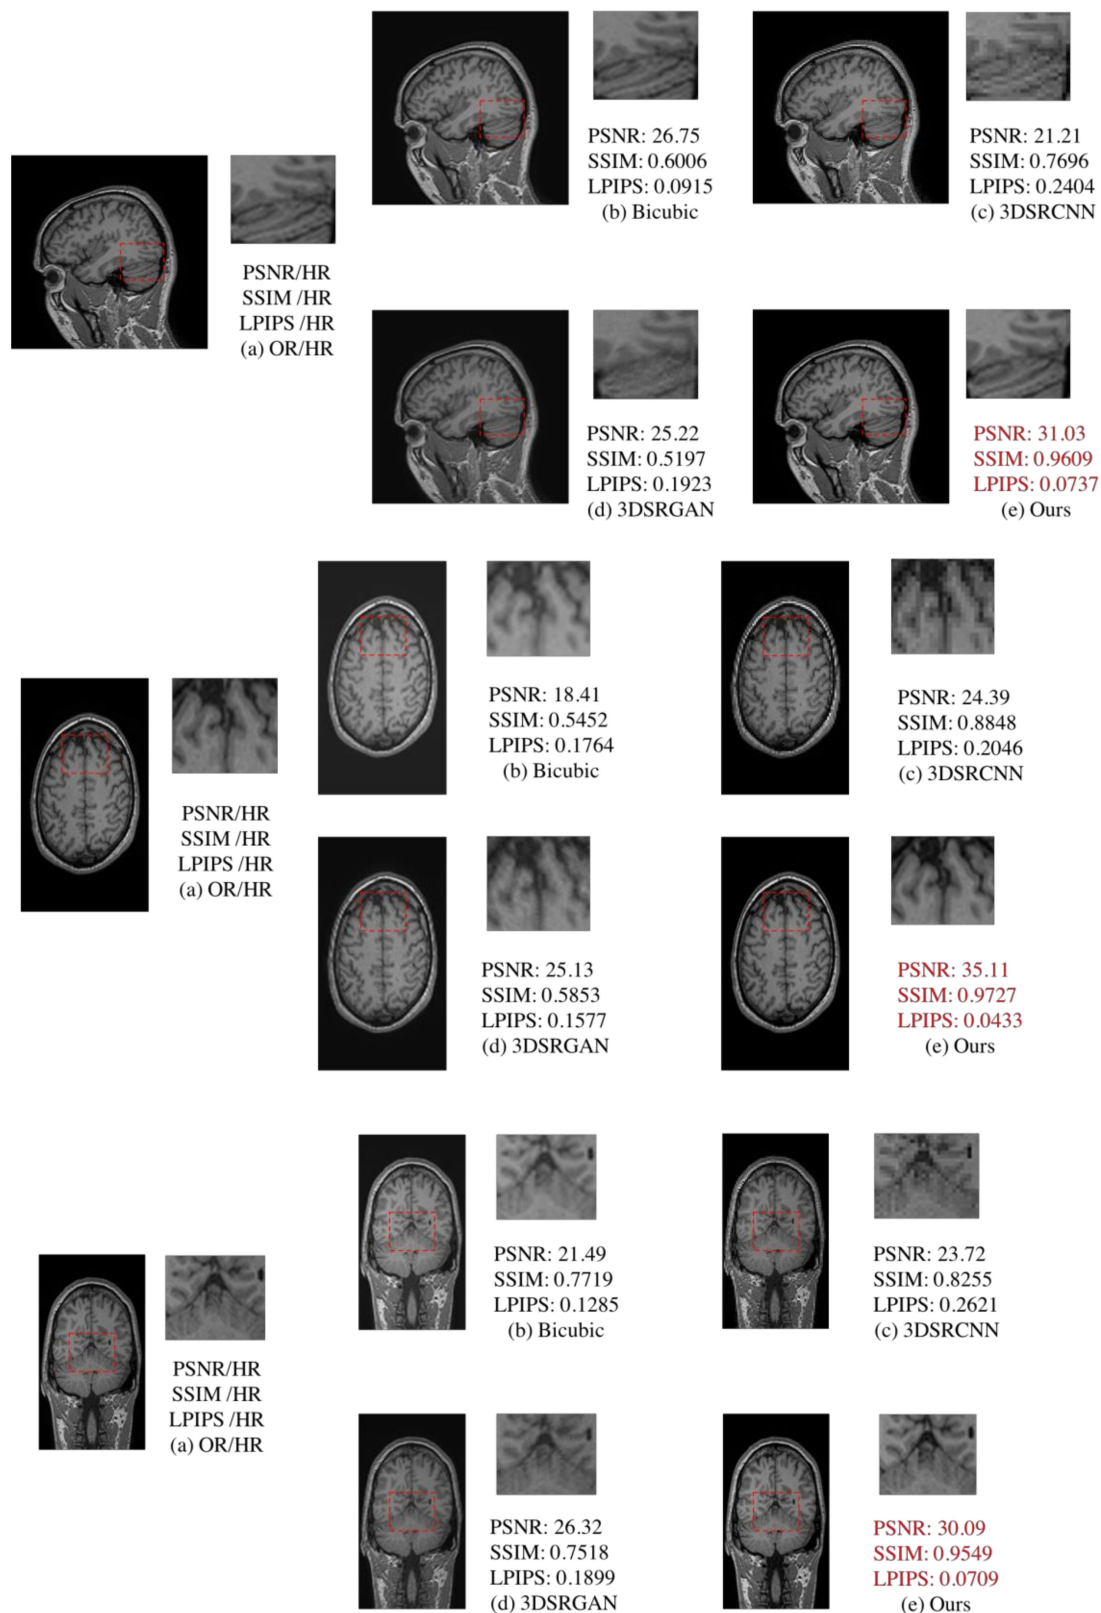 PSNR: 26.75
SSIM: 0.6006
LPIPS: 0.0915
(b) Bicubic
PSNR: 21.21
SSIM: 0.7696
LPIPS: 0.2404
(c) 3DSRCNN
PSNR/HR
SSIM /HR
LPIPS /HR
(a) OR/HR
PSNR: 25.22
SSIM: 0.5197
LPIPS: 0.1923
(d) 3DSRGAN
PSNR: 31.03
SSIM: 0.9609
LPIPS: 0.0737
(e) Ours
PSNR: 18.41
SSIM: 0.5452
LPIPS: 0.1764
(b) Bicubic
PSNR: 24.39
SSIM: 0.8848
LPIPS: 0.2046
(c) 3DSRCNN
PSNR/HR
SSIM /HR
LPIPS /HR
(a) OR/HR
PSNR: 25.13
SSIM: 0.5853
LPIPS: 0.1577
(d) 3DSRGAN
PSNR: 35.11
SSIM: 0.9727
LPIPS: 0.0433
(e) Ours
PSNR: 21.49
SSIM: 0.7719
LPIPS: 0.1285
(b) Bicubic
PSNR: 23.72
SSIM: 0.8255
LPIPS: 0.2621
(c) 3DSRCNN
PSNR/HR
SSIM /HR
LPIPS /HR
(a) OR/HR
PSNR: 26.32
SSIM: 0.7518
LPIPS: 0.1899
(d) 3DSRGAN
PSNR: 30.09
SSIM: 0.9549
LPIPS: 0.0709
(e) Ours